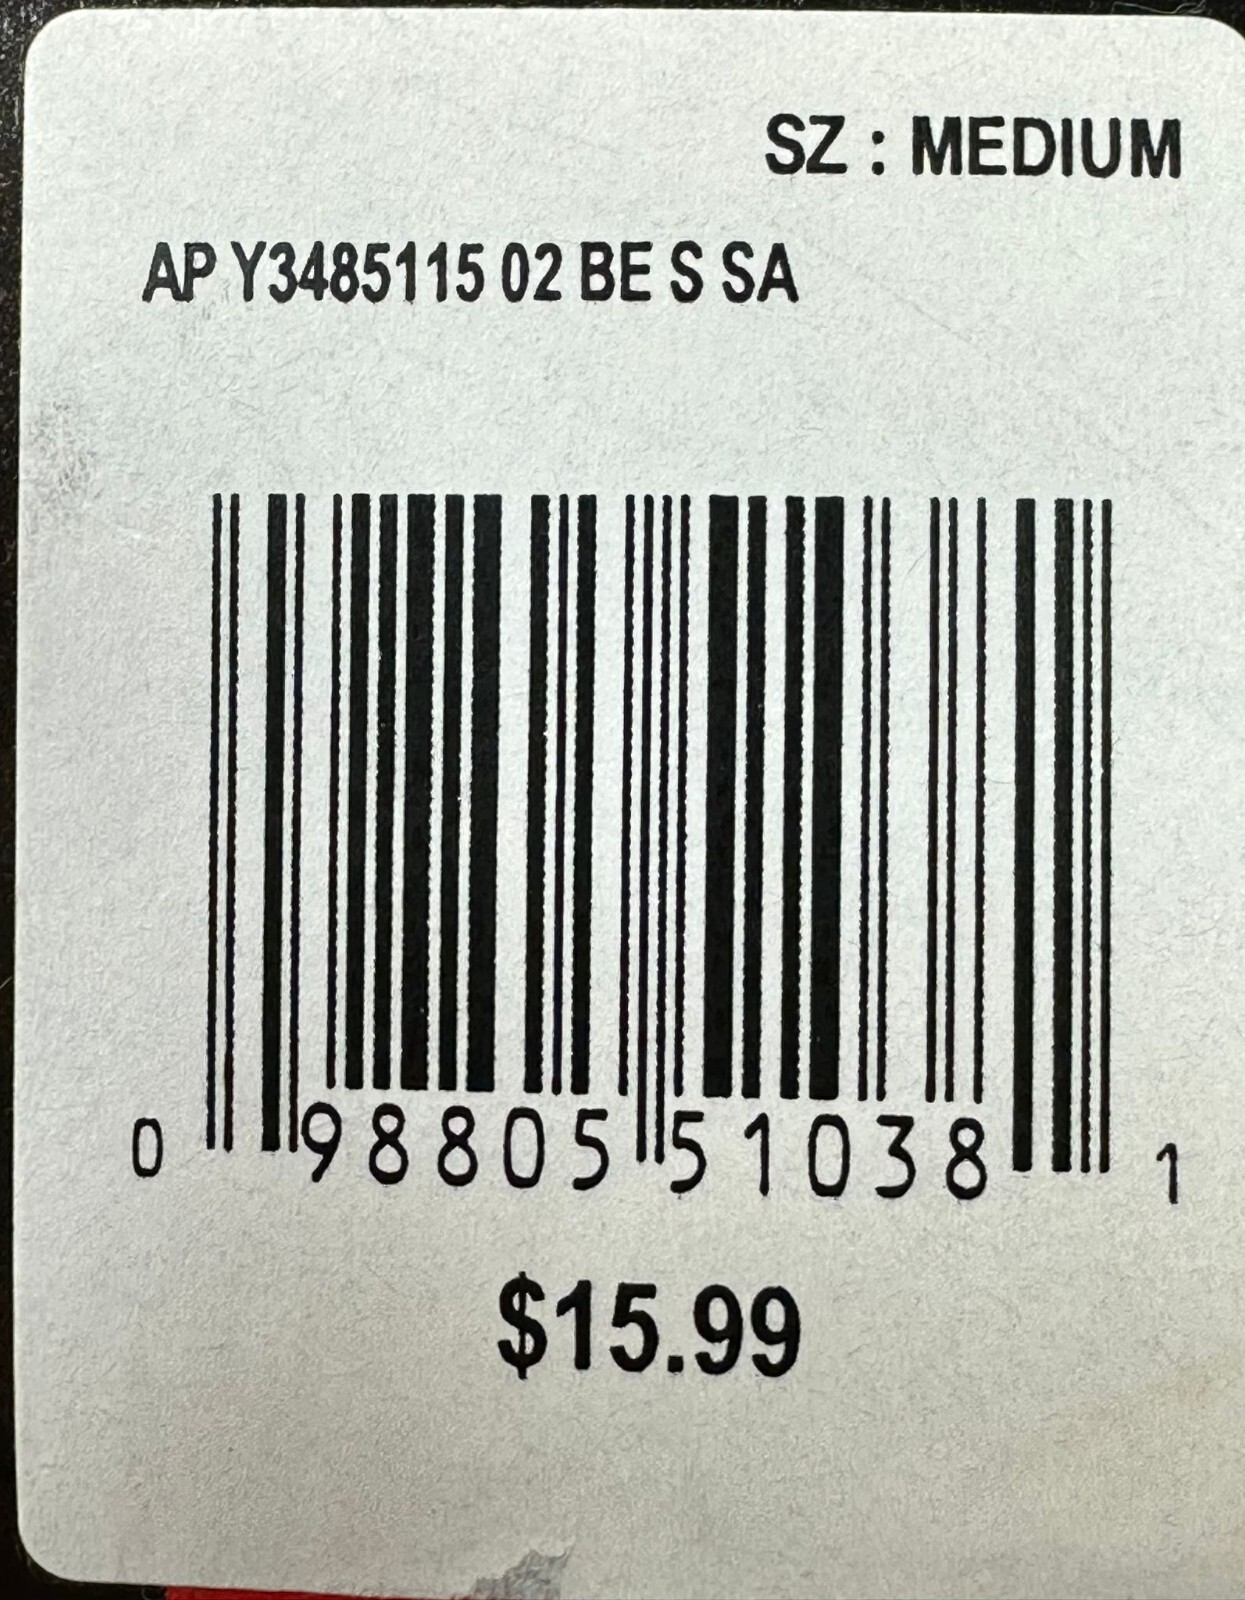 SZ : MEDIUM
AP Y3485115 02 BE S SA
0 98805 51038 1
$15.99